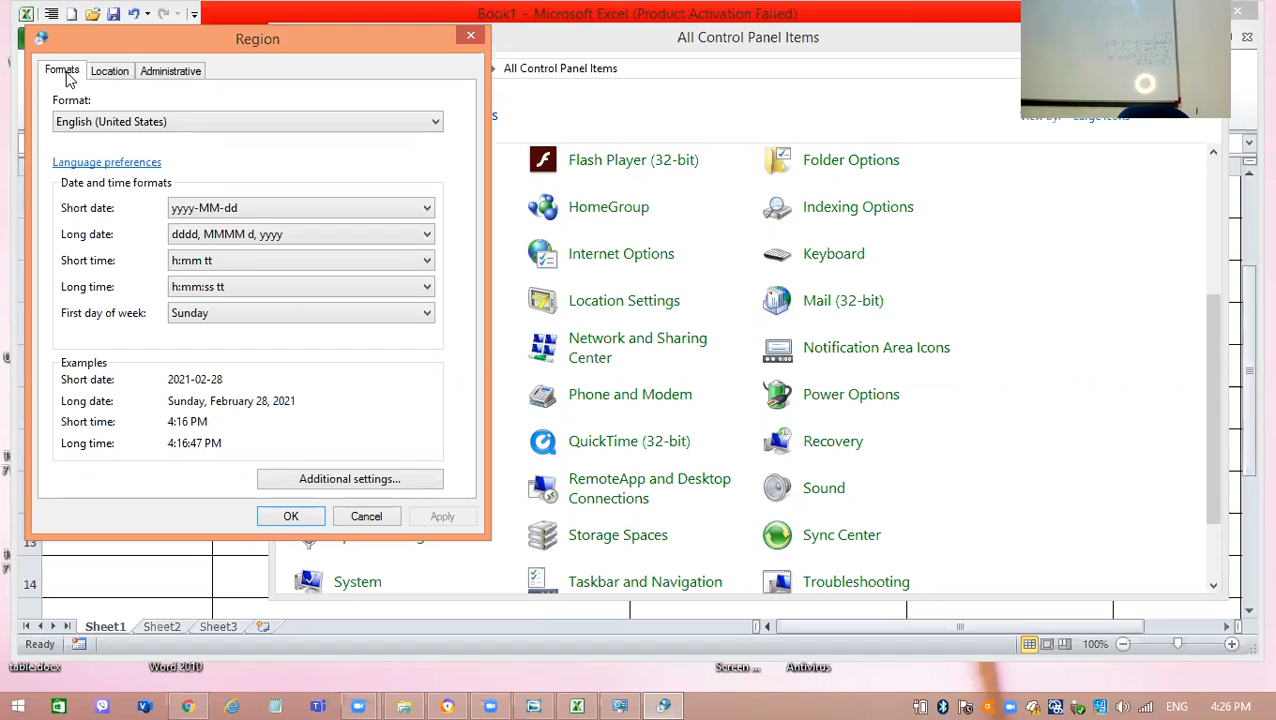 Book1 - Microsoft Excel (Product Activation Failed)
Region
All Control Panel Items
All Control Panel Items
Formats
Location
Administrative
Format:
English (United States)
Language preferences
Date and time formats
Short date:
yyyy-MM-dd
Long date:
dddd, MMMM d, yyyy
Short time:
h:mm tt
Long time:
h:mm:ss tt
First day of week:
Sunday
Examples
Short date:
2021-02-28
Long date:
Sunday, February 28, 2021
Short time:
4:16 PM
Long time:
4:16:47 PM
Additional settings...
OK
Cancel
Apply
Flash Player (32-bit)
Folder Options
HomeGroup
Indexing Options
Internet Options
Keyboard
Location Settings
Mail (32-bit)
Network and Sharing
Center
Notification Area Icons
Phone and Modem
Power Options
QuickTime (32-bit)
Recovery
RemoteApp and Desktop
Connections
Sound
Storage Spaces
Sync Center
System
Taskbar and Navigation
Troubleshooting
13
14
Sheet1
Sheet2
Sheet3
Ready
100%
table.docx
Word 2010
Screen ...
Antivirus
ENG
4:26 PM